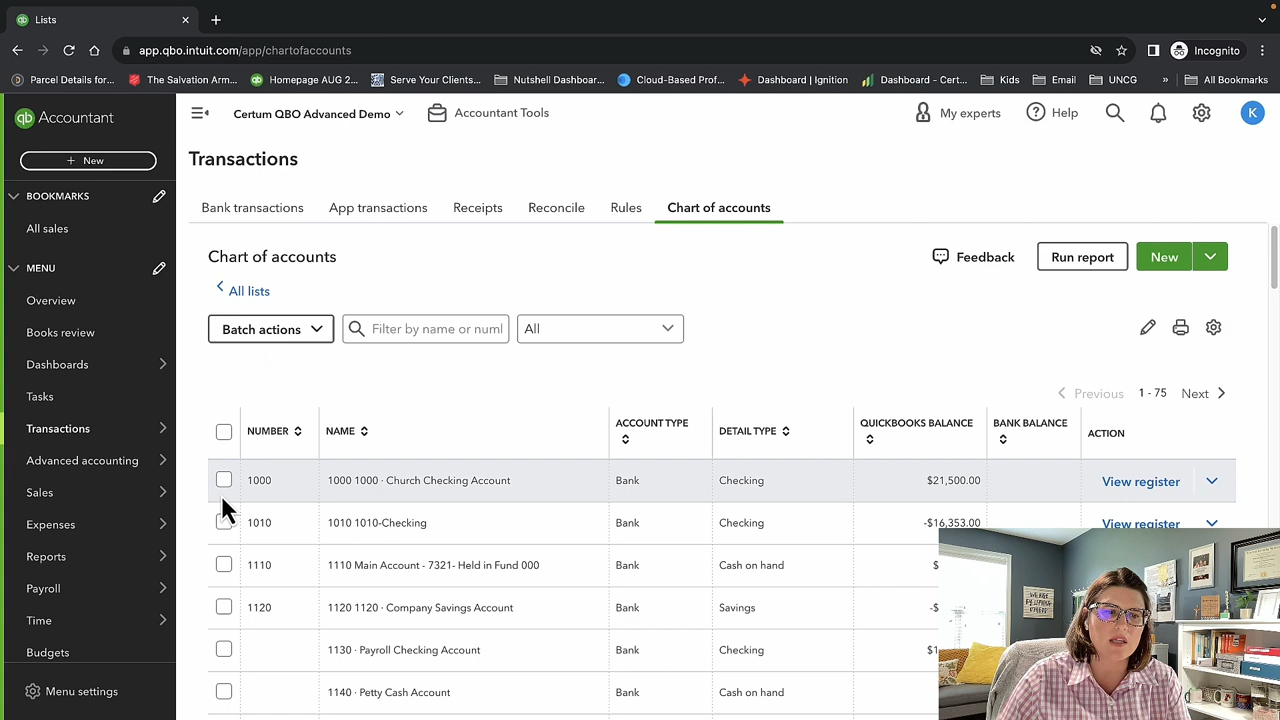 Lists
app.qbo.intuit.com/app/chartofaccounts
Incognito
Parcel Details for...
The Salvation Arm...
Homepage AUG 2...
Serve Your Clients...
Nutshell Dashboar...
Cloud-Based Prof...
Dashboard | Ignition
Dashboard - Cert...
Kids
Email
UNCG
»
All Bookmarks
qb Accountant
Certum QBO Advanced Demo
Accountant Tools
My experts
Help
K
+ New
BOOKMARKS
All sales
MENU
Overview
Books review
Dashboards
Tasks
Transactions
Advanced accounting
Sales
Expenses
Reports
Payroll
Time
Budgets
Menu settings
Transactions
Bank transactions
App transactions
Receipts
Reconcile
Rules
Chart of accounts
Chart of accounts
Feedback
Run report
New
All lists
Batch actions
Filter by name or numl
All
Previous 1 - 75 Next
NUMBER NAME ACCOUNT TYPE DETAIL TYPE QUICKBOOKS BALANCE BANK BALANCE ACTION
1000 1000 1000 · Church Checking Account Bank Checking $21,500.00 View register
1010 1010 1010-Checking Bank Checking -$16,353.00 View register
1110 1110 Main Account - 7321- Held in Fund 000 Bank Cash on hand $
1120 1120 1120 · Company Savings Account Bank Savings -$
1130 · Payroll Checking Account Bank Checking $1
1140 · Petty Cash Account Bank Cash on hand